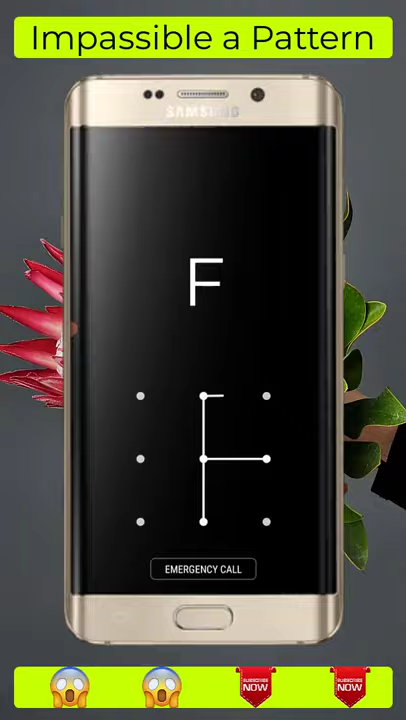 Impassible a Pattern
SAMSUNG
F
EMERGENCY CALL
SUBSCRIBE
NOW
SUBSCRIBE
NOW